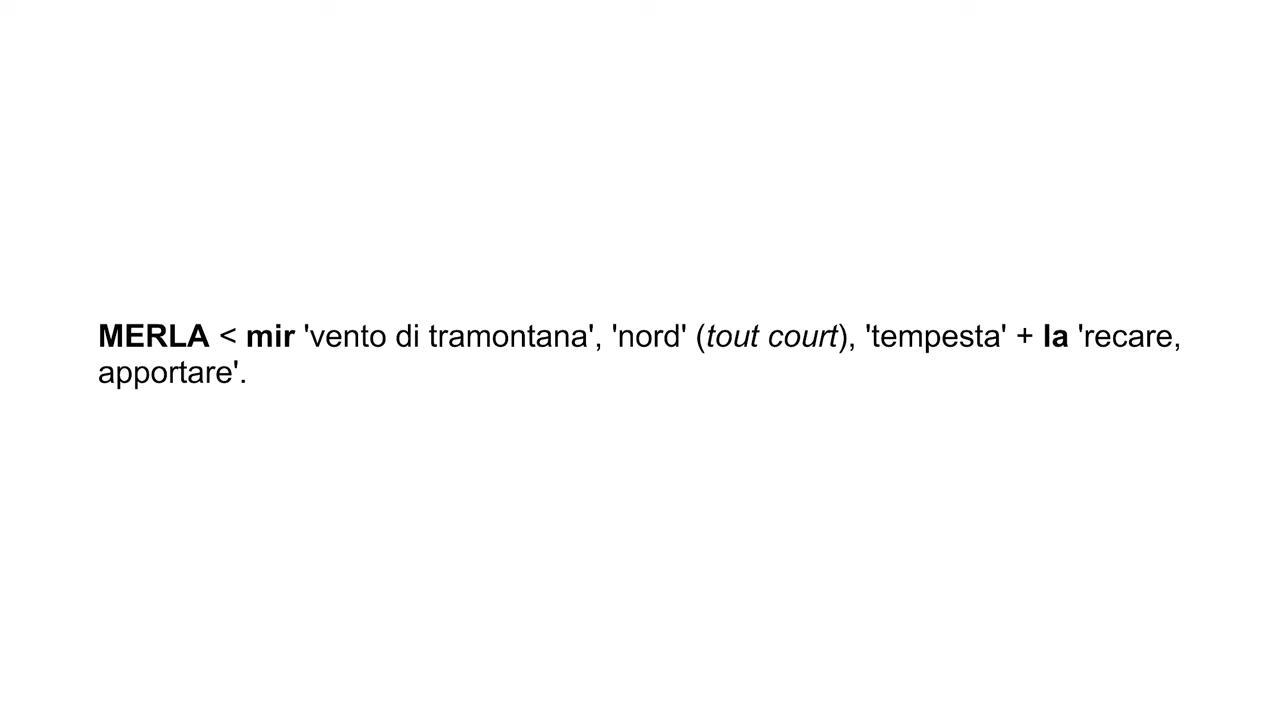 MERLA < mir 'vento di tramontana', 'nord' (tout court), 'tempesta' + la 'recare,
apportare'.